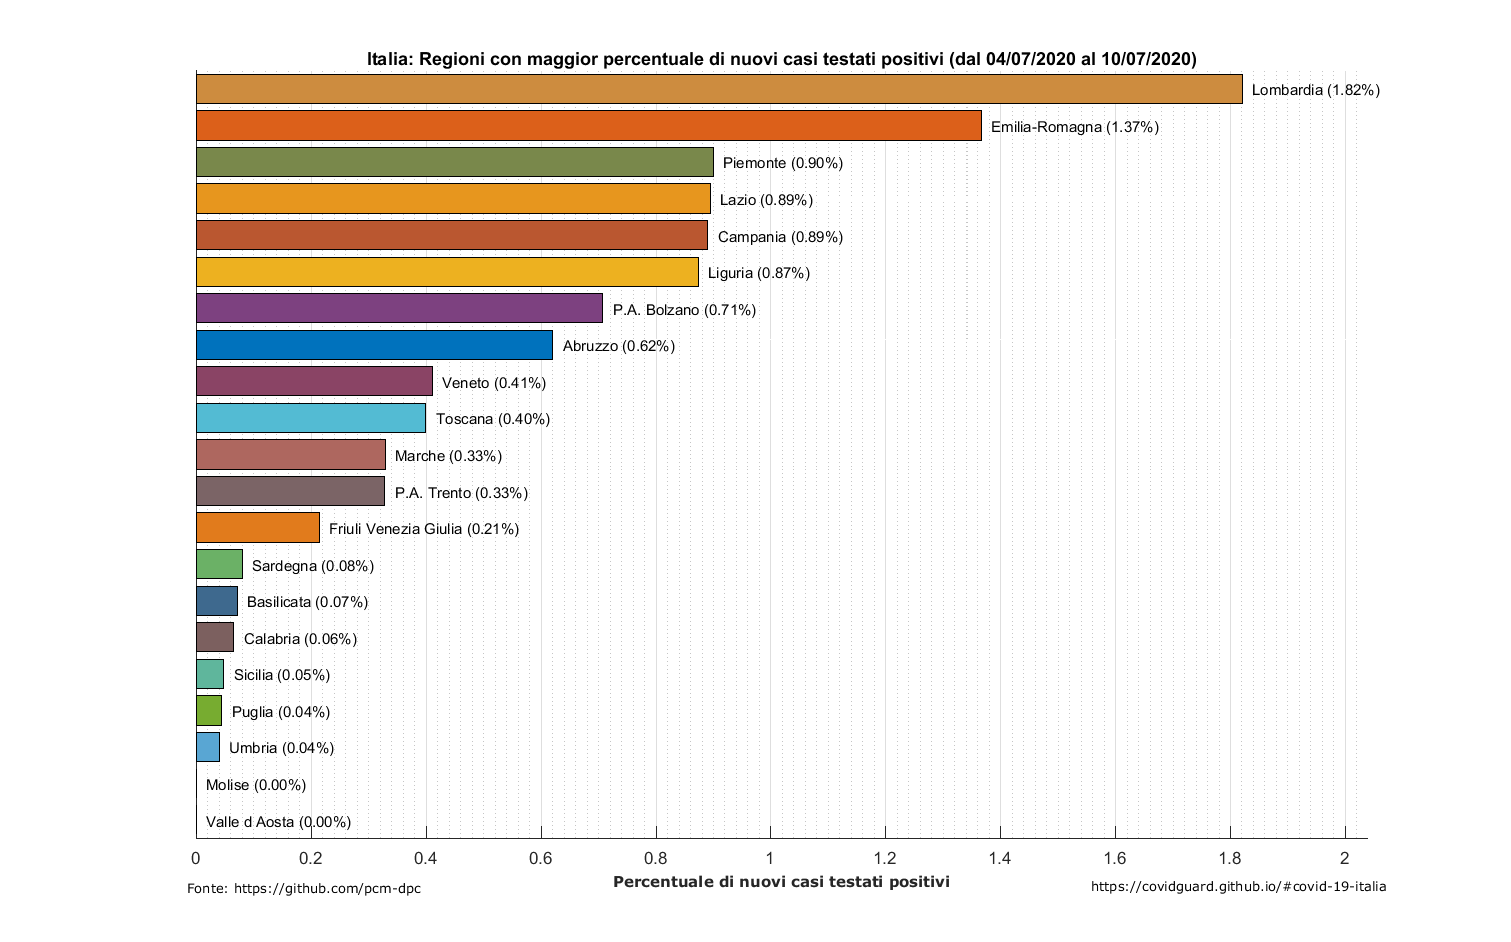 Italia: Regioni con maggior percentuale di nuovi casi testati positivi (dal 04/07/2020 al 10/07/2020)
Lombardia (1.82%)
Emilia-Romagna (1.37%)
Piemonte (0.90%)
Lazio (0.89%)
Campania (0.89%)
Liguria (0.87%)
P.A. Bolzano (0.71%)
Abruzzo (0.62%)
Veneto (0.41%)
Toscana (0.40%)
Marche (0.33%)
P.A. Trento (0.33%)
Friuli Venezia Giulia (0.21%)
Sardegna (0.08%)
Basilicata (0.07%)
Calabria (0.06%)
Sicilia (0.05%)
Puglia (0.04%)
Umbria (0.04%)
Molise (0.00%)
Valle d Aosta (0.00%)
0 0.2 0.4 0.6 0.8 1 1.2 1.4 1.6 1.8 2
Percentuale di nuovi casi testati positivi
Fonte: https://github.com/pcm-dpc
https://covidguard.github.io/#covid-19-italia